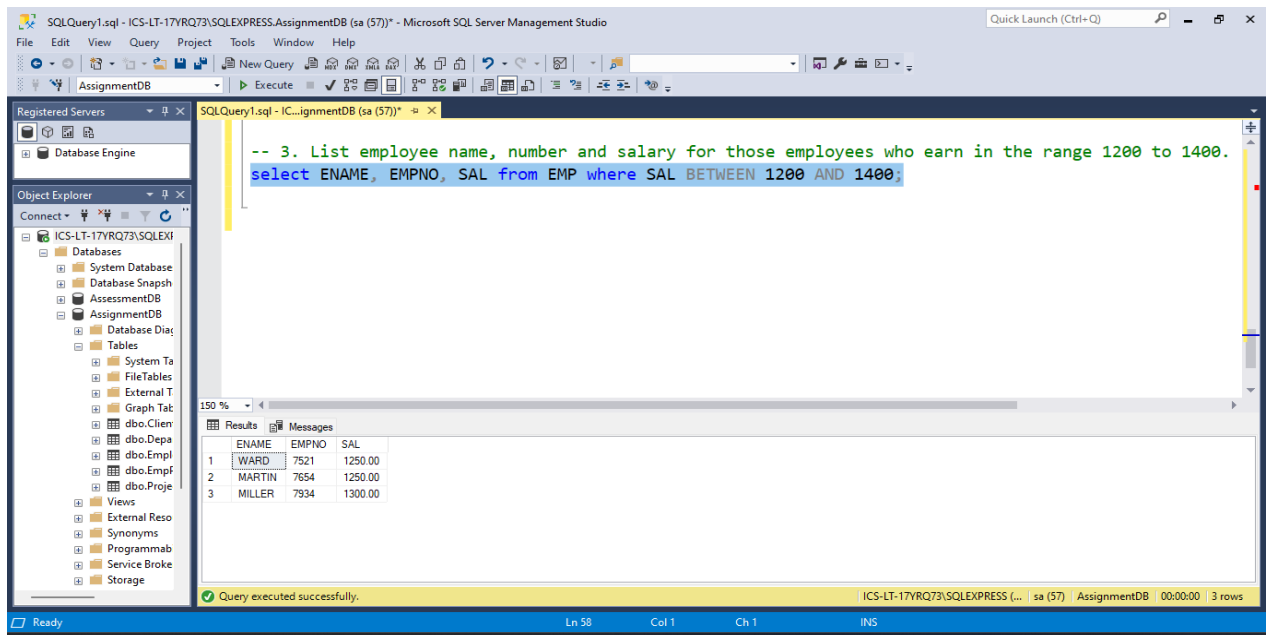 SQLQuery1.sql - ICS-LT-17YRQ73\SQLEXPRESS.AssignmentDB (sa (57))* - Microsoft SQL Server Management Studio
Quick Launch (Ctrl+Q)
File Edit View Query Project Tools Window Help
New Query
AssignmentDB
Execute
Registered Servers
SQLQuery1.sql - IC...ignmentDB (sa (57))*
Database Engine
-- 3. List employee name, number and salary for those employees who earn in the range 1200 to 1400.
select ENAME, EMPNO, SAL from EMP where SAL BETWEEN 1200 AND 1400;
Object Explorer
Connect
ICS-LT-17YRQ73\SQLEXF
Databases
System Database
Database Snapsh
AssessmentDB
AssignmentDB
Database Diag
Tables
System Ta
FileTables
External T
Graph Tab
dbo.Clien
dbo.Depa
dbo.Empl
dbo.EmpF
dbo.Proje
Views
External Reso
Synonyms
Programmab
Service Broke
Storage
150 %
Results Messages
ENAME EMPNO SAL
1 WARD 7521 1250.00
2 MARTIN 7654 1250.00
3 MILLER 7934 1300.00
Query executed successfully.
ICS-LT-17YRQ73\SQLEXPRESS (... sa (57) AssignmentDB 00:00:00 3 rows
Ready Ln 58 Col 1 Ch 1 INS